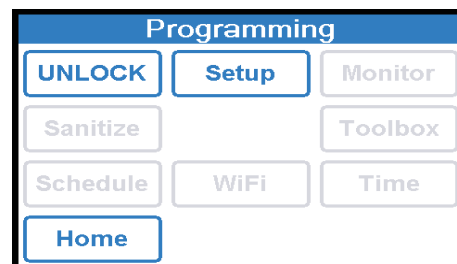 Programming
UNLOCK Setup Monitor
Sanitize Toolbox
Schedule WiFi Time
Home